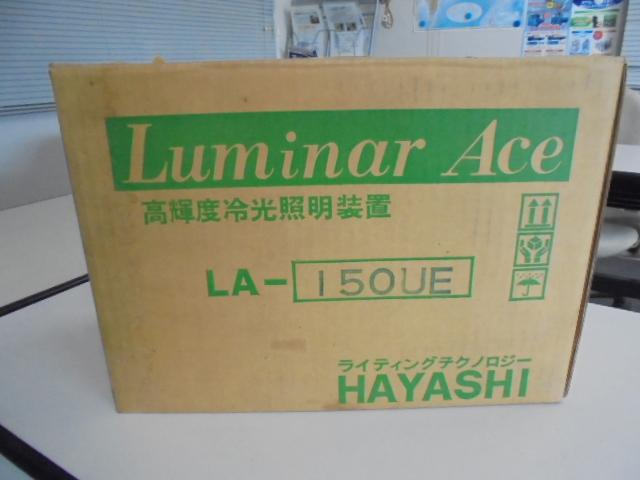 Luminar Ace
高輝度冷光照明装置
LA-150UE
ライティングテクノロジー
HAYASHI